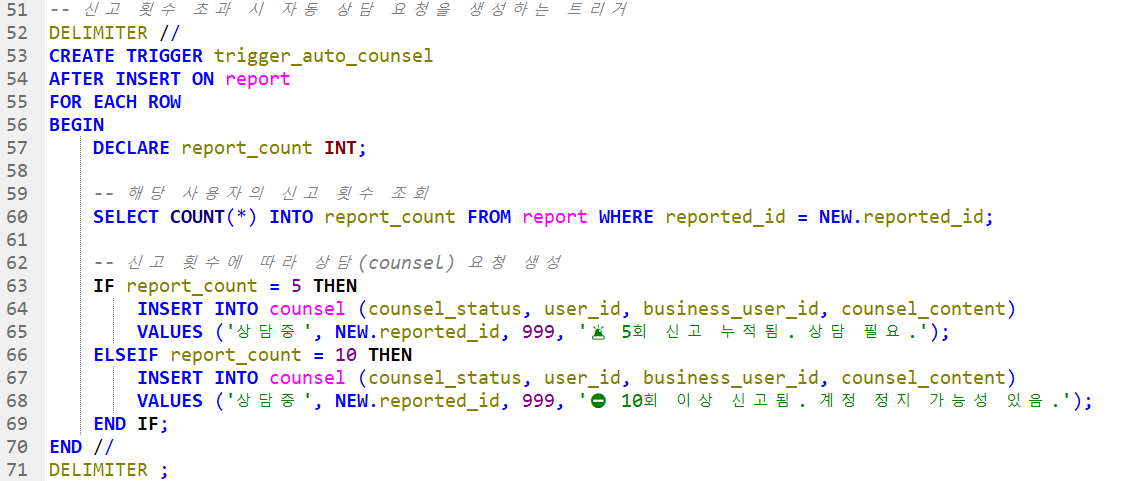 51 -- 신고 횟수 초과 시 자동 상담 요청을 생성하는 트리거
52 DELIMITER //
53 CREATE TRIGGER trigger_auto_counsel
54 AFTER INSERT ON report
55 FOR EACH ROW
56 BEGIN
57     DECLARE report_count INT;
58
59     -- 해당 사용자의 신고 횟수 조회
60     SELECT COUNT(*) INTO report_count FROM report WHERE reported_id = NEW.reported_id;
61
62     -- 신고 횟수에 따라 상담(counsel) 요청 생성
63     IF report_count = 5 THEN
64         INSERT INTO counsel (counsel_status, user_id, business_user_id, counsel_content)
65         VALUES ('상담중', NEW.reported_id, 999, '🚨 5회 신고 누적됨. 상담 필요.');
66     ELSEIF report_count = 10 THEN
67         INSERT INTO counsel (counsel_status, user_id, business_user_id, counsel_content)
68         VALUES ('상담중', NEW.reported_id, 999, '⛔ 10회 이상 신고됨. 계정 정지 가능성 있음.');
69     END IF;
70 END //
71 DELIMITER ;